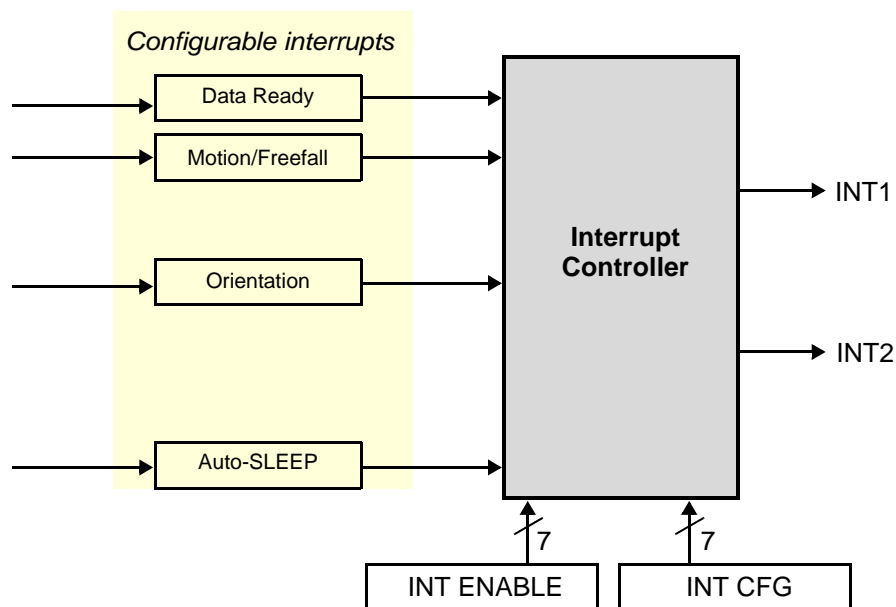 Configurable interrupts
Data Ready
Motion/Freefall
Orientation
Auto-SLEEP
Interrupt
Controller
INT1
INT2
7
7
INT ENABLE
INT CFG